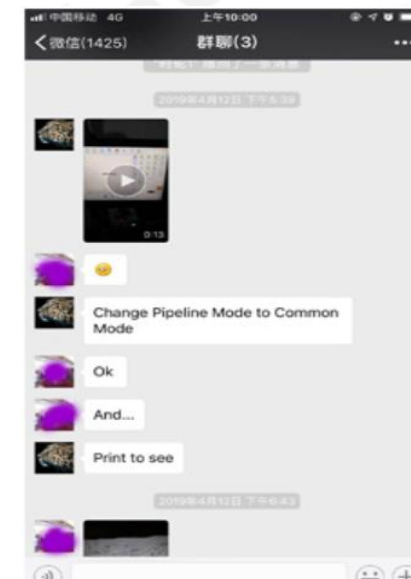 中国移动 4G 上午10:00
微信(1425) 群聊(3)
2019年4月12日 下午5:39
0:13
Change Pipeline Mode to Common
Mode
Ok
And...
Print to see
2019年4月12日 下午6:43